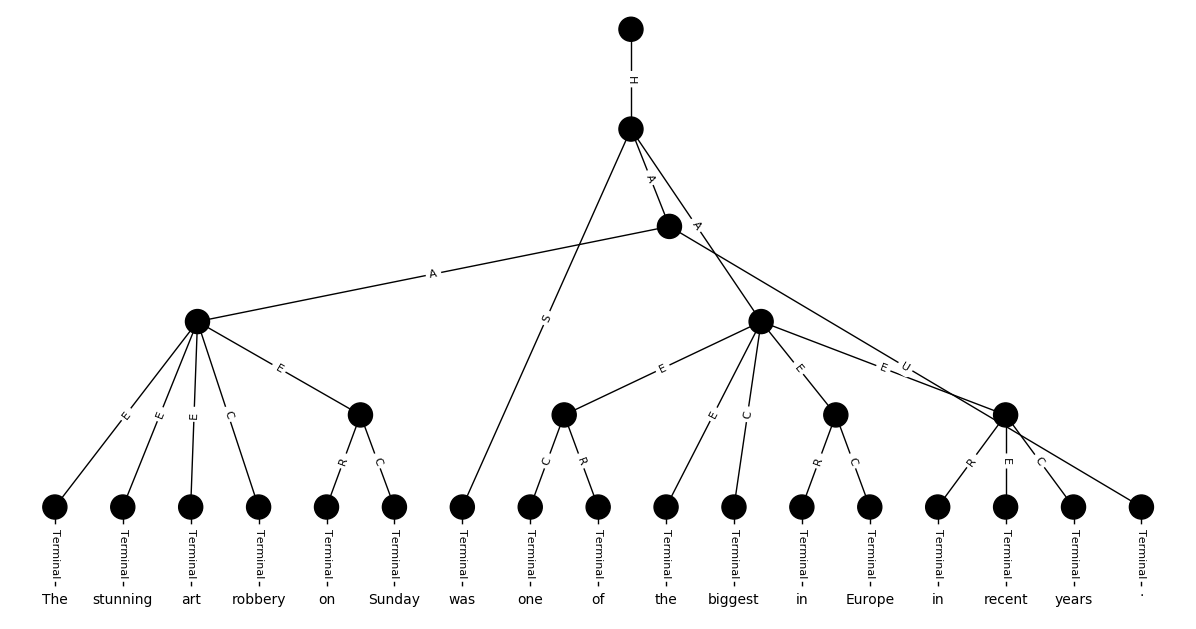 H
A
A
A
S
U
E
E
E
E
E
E
E
C
E
C
C
R
C
C
R
R
C
R
E
C
Terminal Terminal Terminal Terminal Terminal Terminal Terminal Terminal Terminal Terminal Terminal Terminal Terminal Terminal Terminal Terminal Terminal
The stunning art robbery on Sunday was one of the biggest in Europe in recent years .